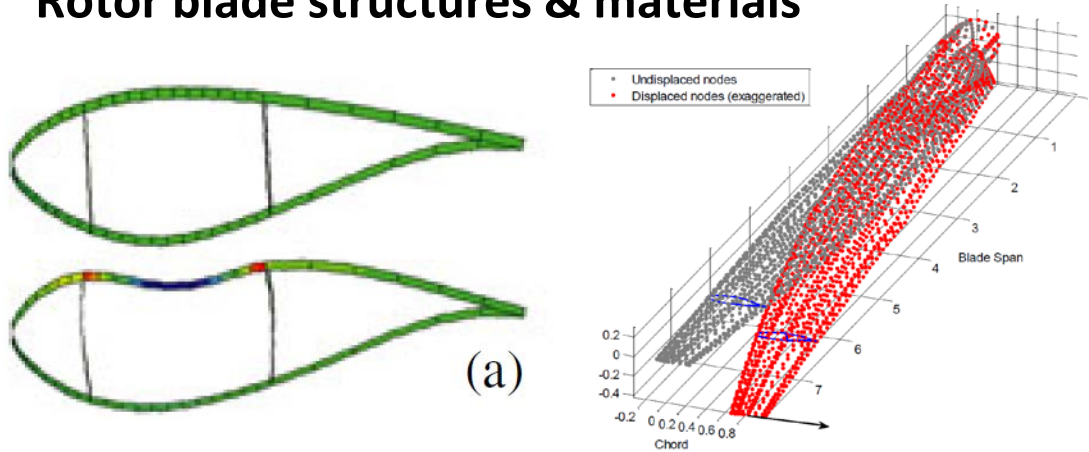 Rotor blade structures & materials
Undisplaced nodes
Displaced nodes (exaggerated)
1
2
3
Blade Span
4
5
6
7
(a)
0.2
0
-0.2
-0.4
-0.2 0 0.2 0.4 0.6 0.8
Chord